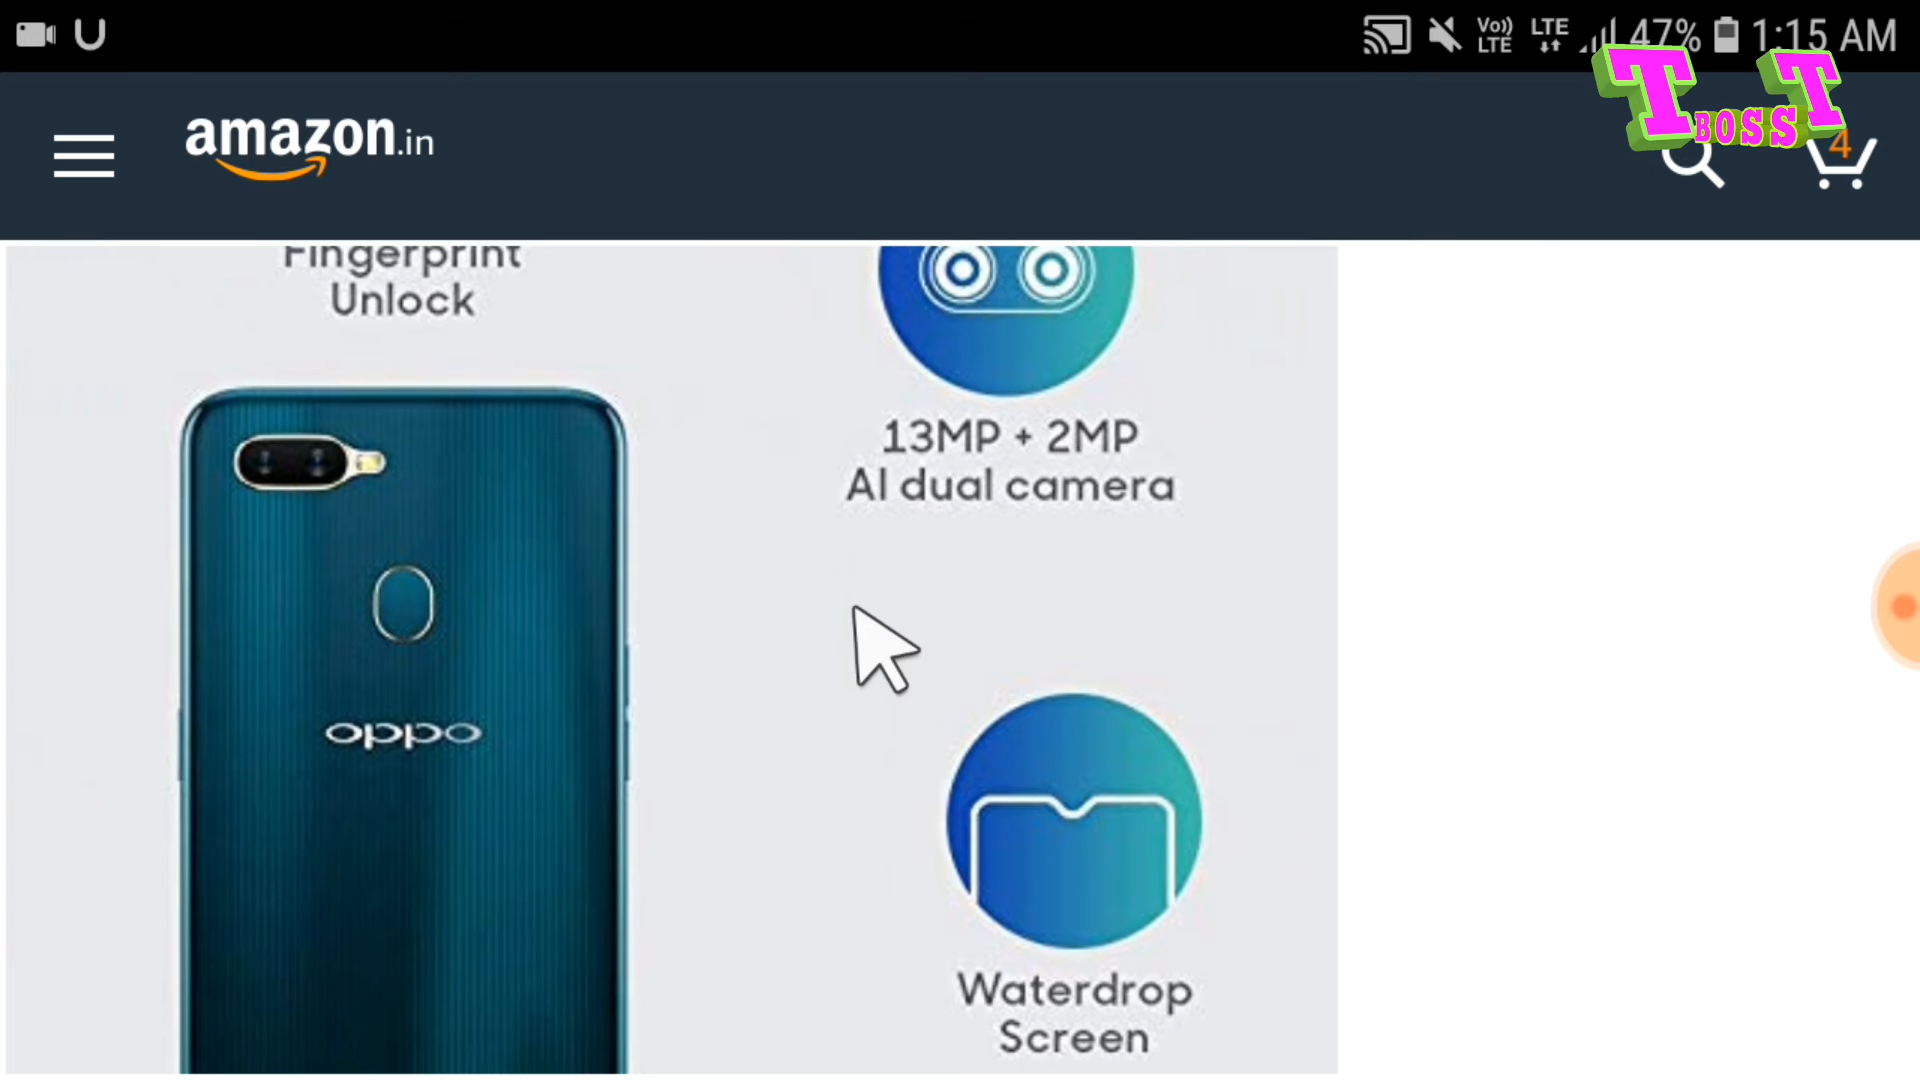 Vo)) LTE
LTE
47%
1:15 AM
T BOSS T
amazon.in
4
Fingerprint
Unlock
13MP + 2MP
AI dual camera
oppo
Waterdrop
Screen